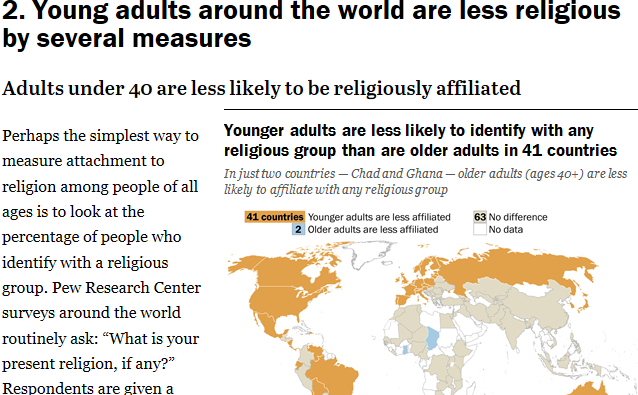 2. Young adults around the world are less religious
by several measures
Adults under 40 are less likely to be religiously affiliated
Perhaps the simplest way to
measure attachment to
religion among people of all
ages is to look at the
percentage of people who
identify with a religious
group. Pew Research Center
surveys around the world
routinely ask: “What is your
present religion, if any?”
Respondents are given a
Younger adults are less likely to identify with any
religious group than are older adults in 41 countries
In just two countries — Chad and Ghana — older adults (ages 40+) are less
likely to affiliate with any religious group
41 countries Younger adults are less affiliated
2 Older adults are less affiliated
63 No difference
No data